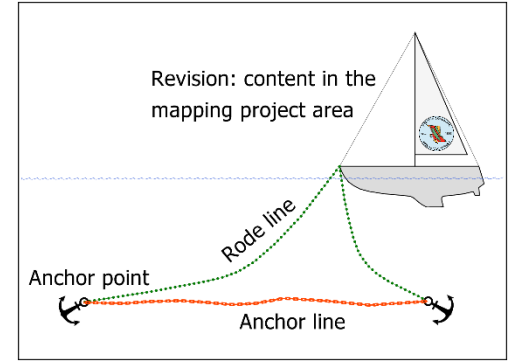 Revision: content in the
mapping project area
Rode line
Anchor point
Anchor line